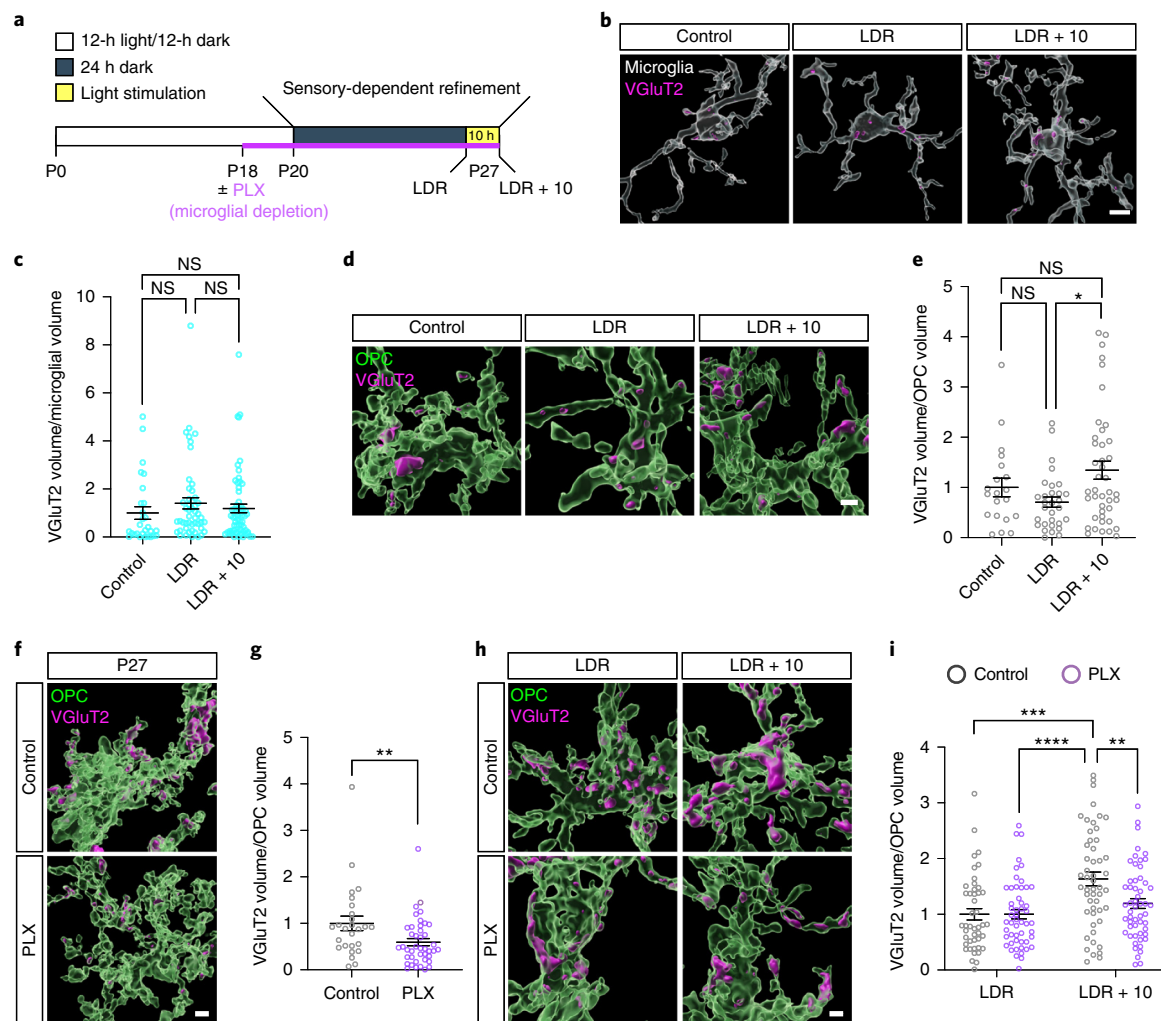 a
12-h light/12-h dark
24 h dark
Light stimulation
Sensory-dependent refinement
10 h
P0
P18
P20
LDR
P27
LDR + 10
± PLX
(microglial depletion)
b
Control
LDR
LDR + 10
Microglia
VGluT2
c
NS
NS
NS
VGluT2 volume/microglial volume
10
8
6
4
2
0
Control
LDR
LDR + 10
d
Control
LDR
LDR + 10
OPC
VGluT2
e
NS
NS
*
VGluT2 volume/OPC volume
5
4
3
2
1
0
Control
LDR
LDR + 10
f
P27
Control
OPC
VGluT2
PLX
g
**
VGluT2 volume/OPC volume
5
4
3
2
1
0
Control
PLX
h
LDR
LDR + 10
Control
OPC
VGluT2
PLX
i
Control
PLX
***
****
**
VGluT2 volume/OPC volume
4
3
2
1
0
LDR
LDR + 10